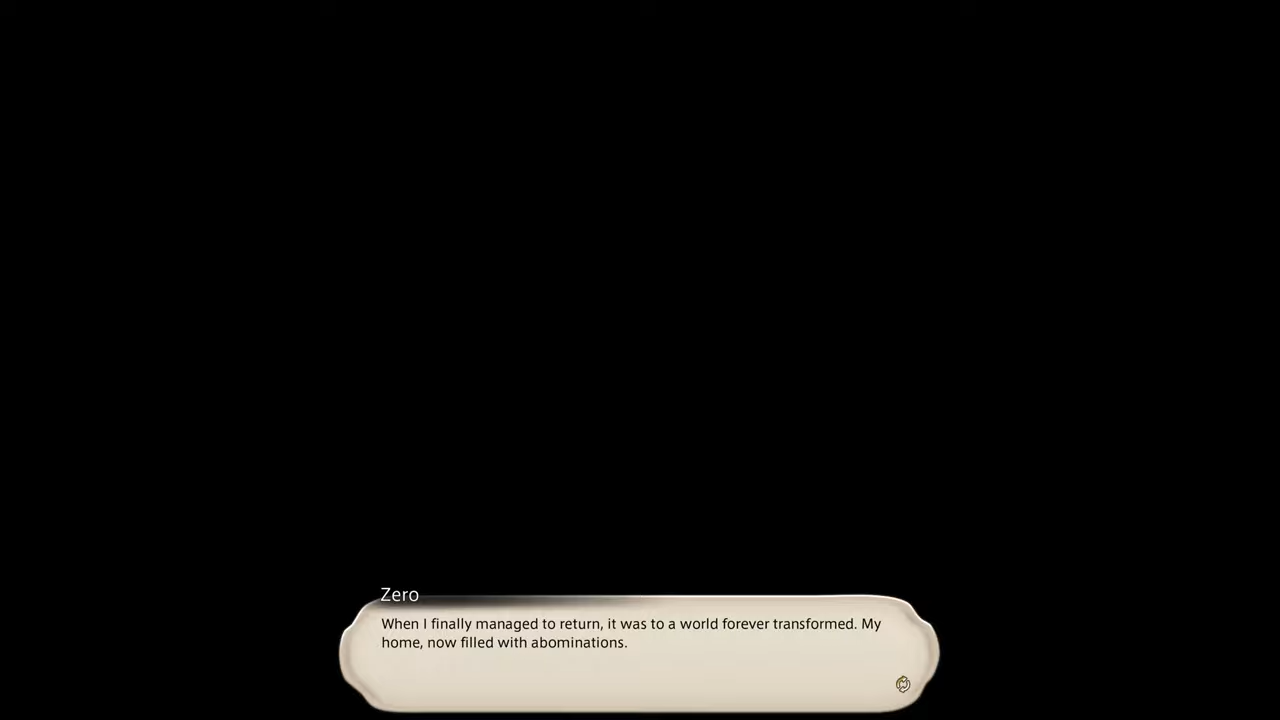 Zero
When I finally managed to return, it was to a world forever transformed. My
home, now filled with abominations.